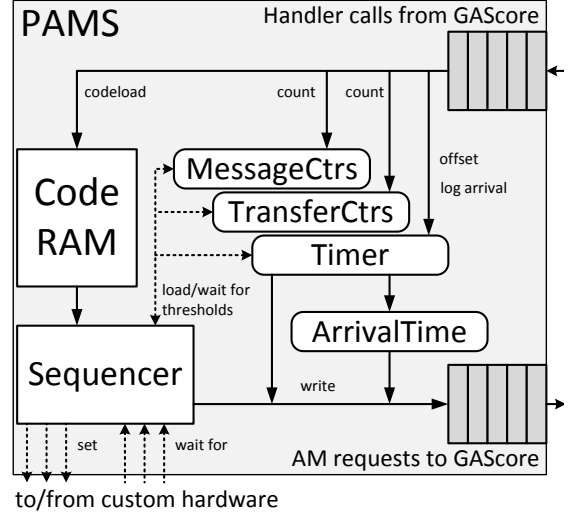 PAMS
Handler calls from GAScore
codeload
count
count
MessageCtrs
offset
log arrival
Code
RAM
TransferCtrs
Timer
load/wait for
thresholds
ArrivalTime
Sequencer
write
set
wait for
AM requests to GAScore
to/from custom hardware